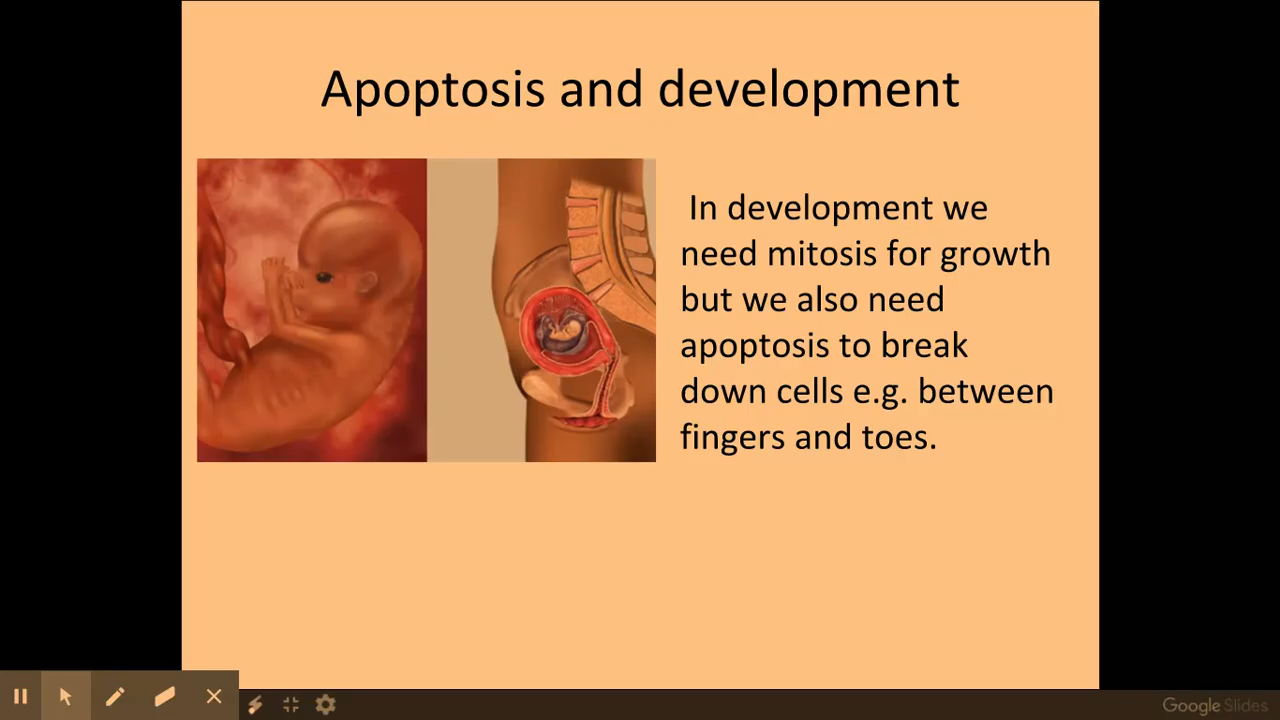 Apoptosis and development
In development we
need mitosis for growth
but we also need
apoptosis to break
down cells e.g. between
fingers and toes.
Google Slides